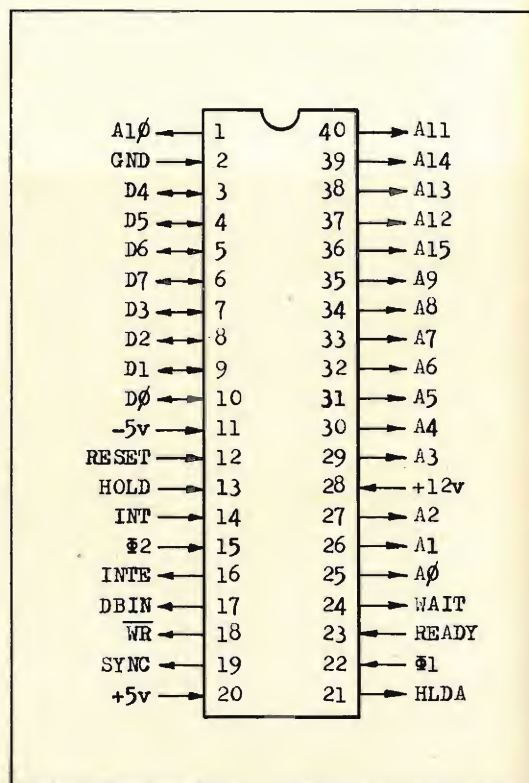 A1Ø 1 40 A11
GND 2 39 A14
D4 3 38 A13
D5 4 37 A12
D6 5 36 A15
D7 6 35 A9
D3 7 34 A8
D2 8 33 A7
D1 9 32 A6
DØ 10 31 A5
-5v 11 30 A4
RESET 12 29 A3
HOLD 13 28 +12v
INT 14 27 A2
Φ2 15 26 A1
INTE 16 25 AØ
DBIN 17 24 WAIT
W̅R̅ 18 23 READY
SYNC 19 22 Φ1
+5v 20 21 HLDA